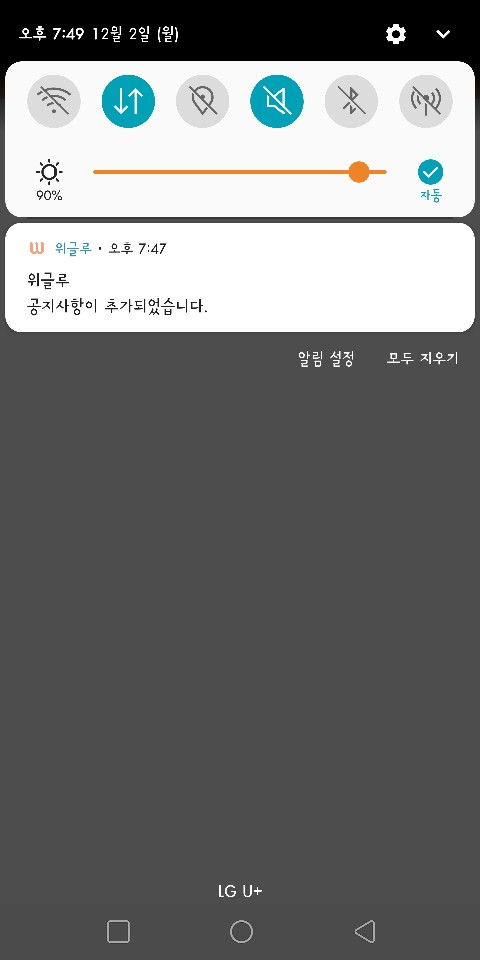 오후 7:49 12월 2일 (월)
90%
자동
w 위글루 · 오후 7:47
위글루
공지사항이 추가되었습니다.
알림 설정 모두 지우기
LG U+